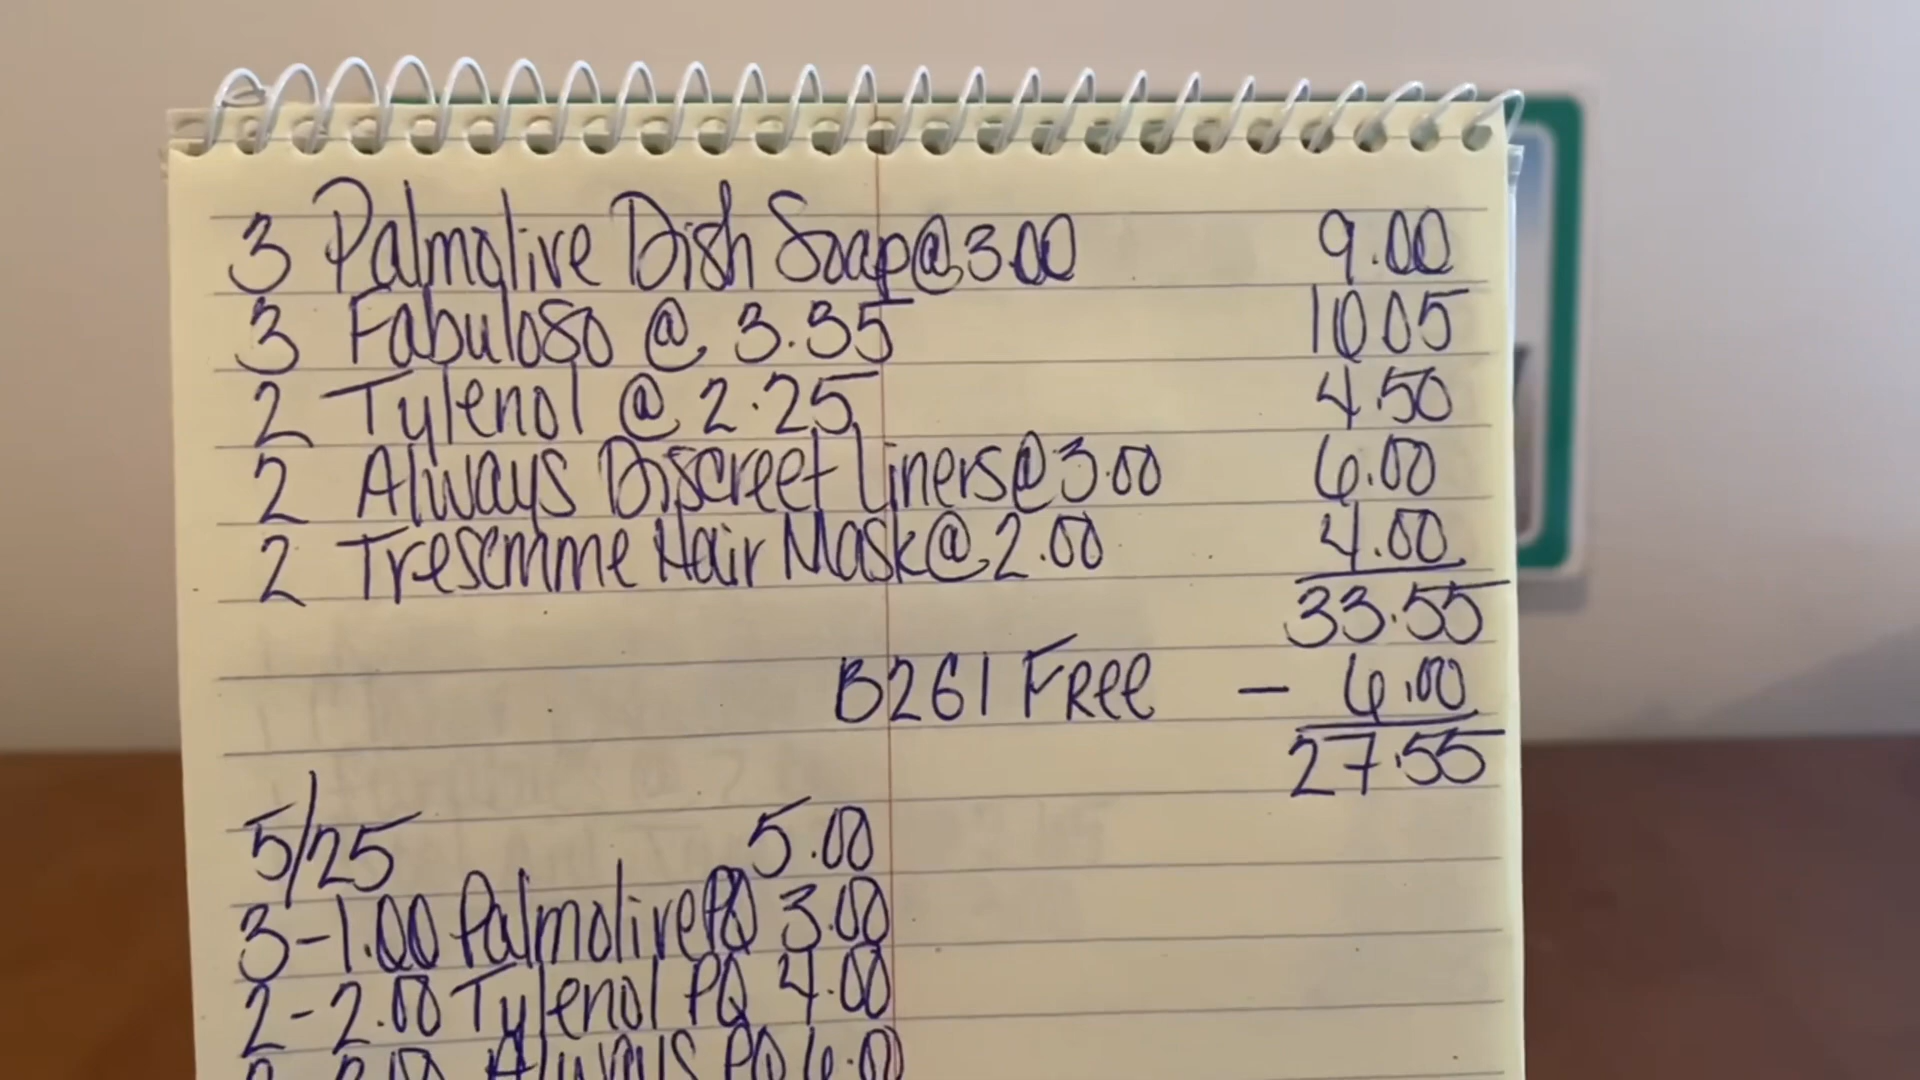 3 Palmolive Dish Soap @ 3.00 9.00
3 Fabuloso @ 3.35 10.05
2 Tylenol @ 2.25 4.50
2 Always Discreet Liners @ 3.00 6.00
2 Tresemme Hair Mask @ 2.00 4.00
33.55
B2G1 Free - 6.00
27.55
5/25 5.00
3-1.00 Palmolive PQ 3.00
2-2.00 Tylenol PQ 4.00
Always PQ 6.00